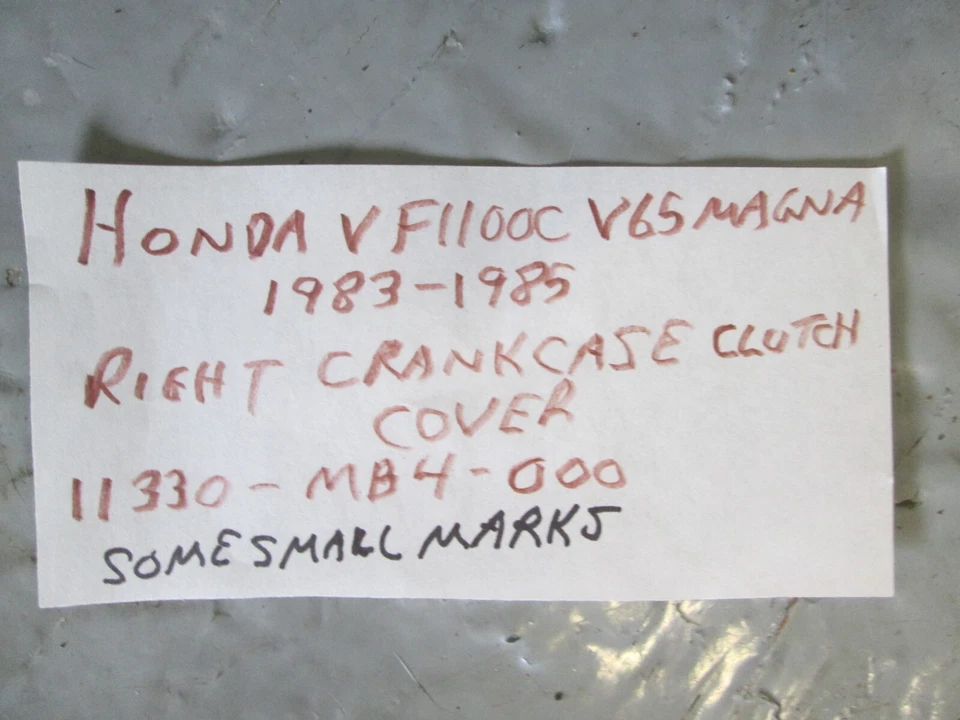 HONDA VF1100C V65 MAGNA
1983-1985
RIGHT CRANKCASE CLUTCH
COVER
11330-MB4-000
SOME SMALL MARKS